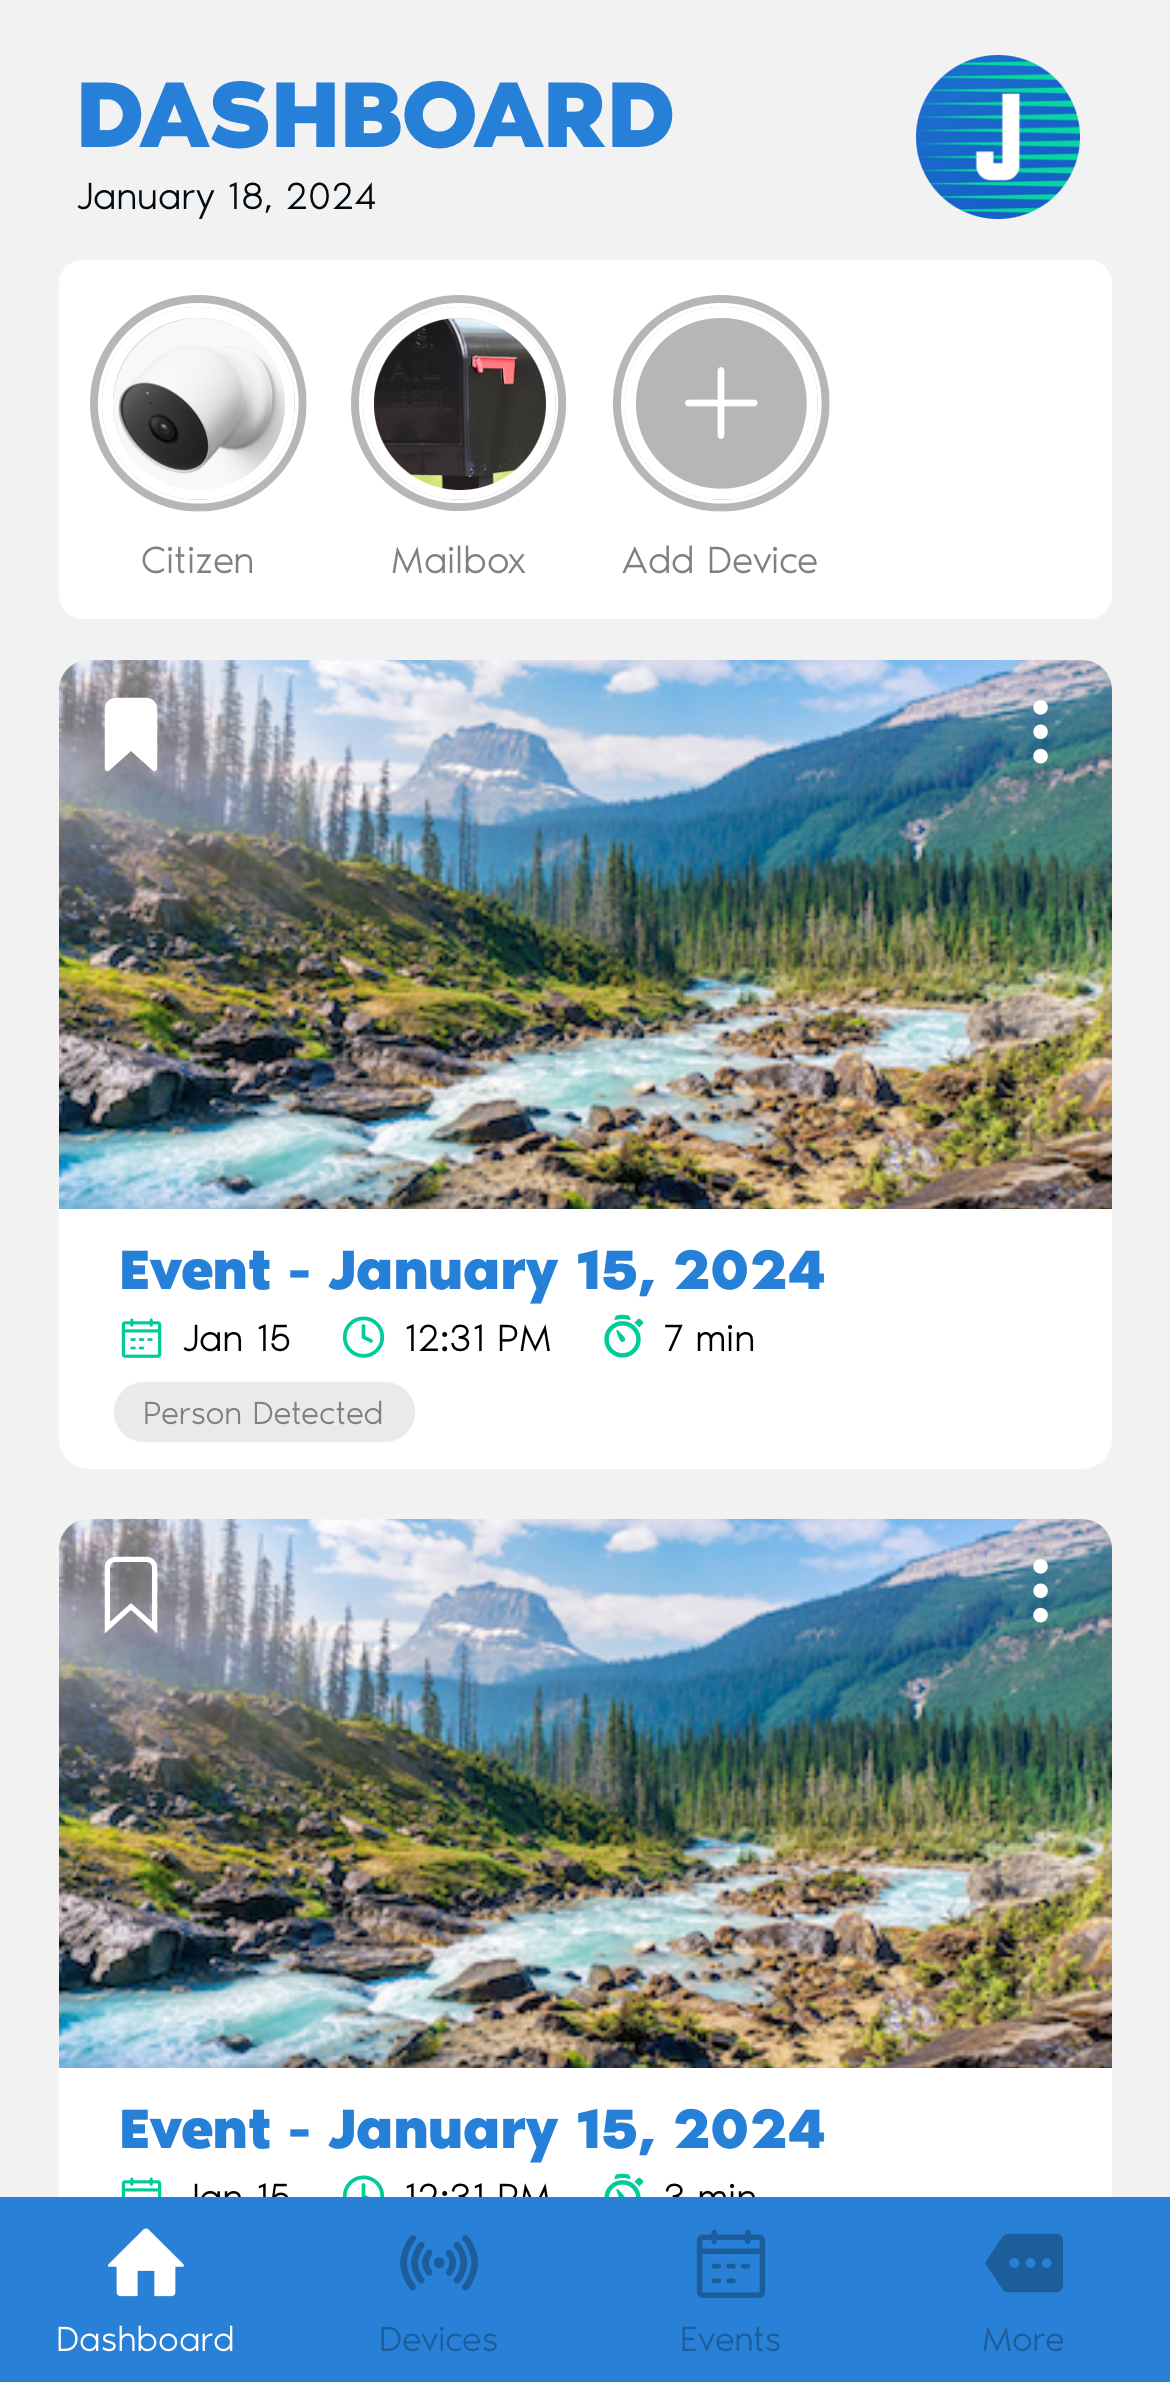 DASHBOARD
January 18, 2024
J
Citizen
Mailbox
Add Device
Event - January 15, 2024
Jan 15
12:31 PM
7 min
Person Detected
Event - January 15, 2024
Jan 15
12:31 PM
3 min
Dashboard
Devices
Events
More